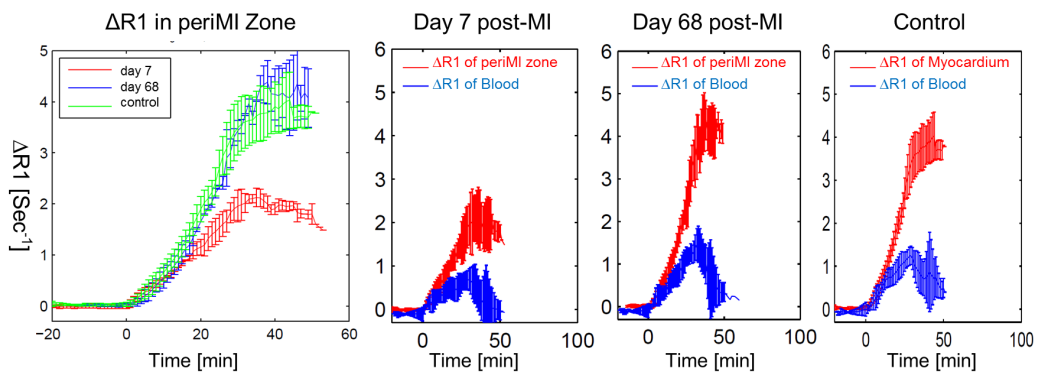 ΔR1 in periMI Zone
Day 7 post-MI
Day 68 post-MI
Control
ΔR1 [Sec⁻¹]
5
4
3
2
1
0
day 7
day 68
control
−20
0
20
40
60
Time [min]
6
5
4
3
2
1
0
ΔR1 of periMI zone
ΔR1 of Blood
0
50
100
Time [min]
6
5
4
3
2
1
0
ΔR1 of periMI zone
ΔR1 of Blood
0
50
100
Time [min]
6
5
4
3
2
1
0
ΔR1 of Myocardium
ΔR1 of Blood
0
50
100
Time [min]